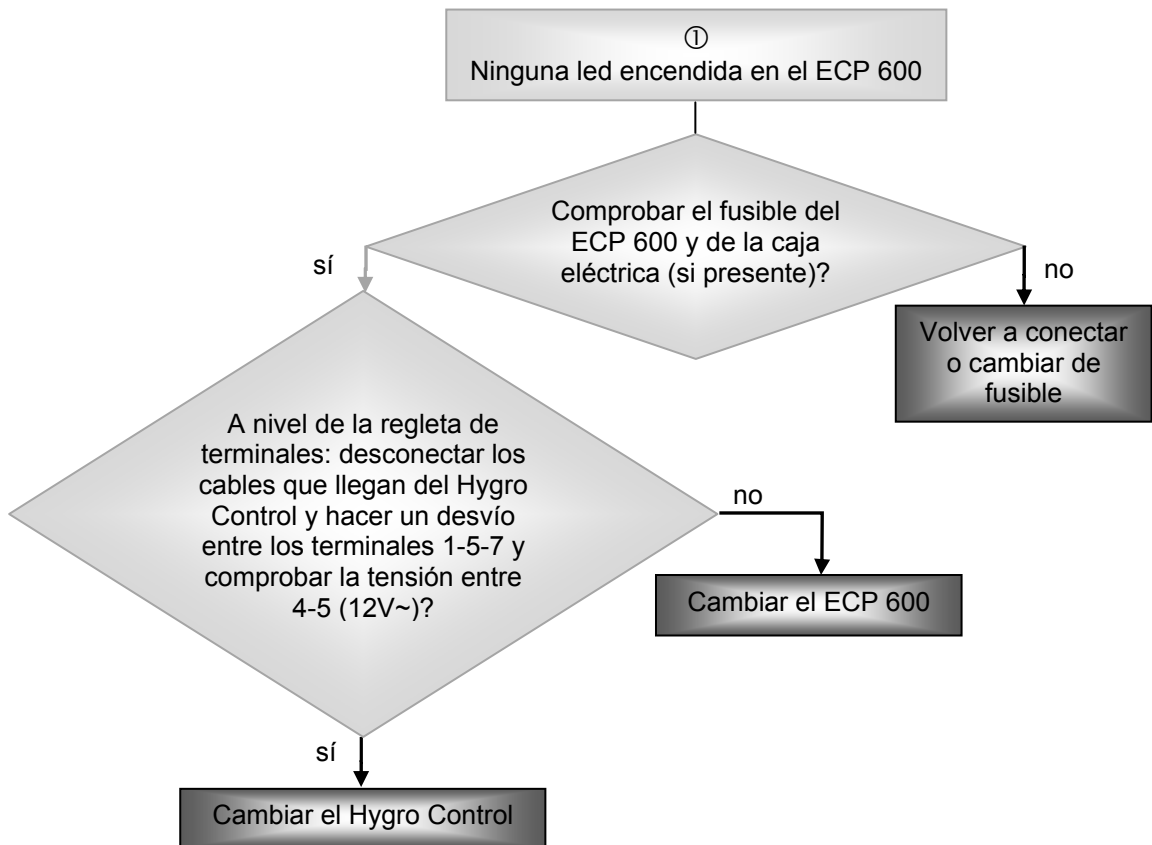 ①
Ninguna led encendida en el ECP 600
Comprobar el fusible del
ECP 600 y de la caja
eléctrica (si presente)?
sí
no
Volver a conectar
o cambiar de
fusible
A nivel de la regleta de
terminales: desconectar los
cables que llegan del Hygro
Control y hacer un desvío
entre los terminales 1-5-7 y
comprobar la tensión entre
4-5 (12V~)?
no
Cambiar el ECP 600
sí
Cambiar el Hygro Control